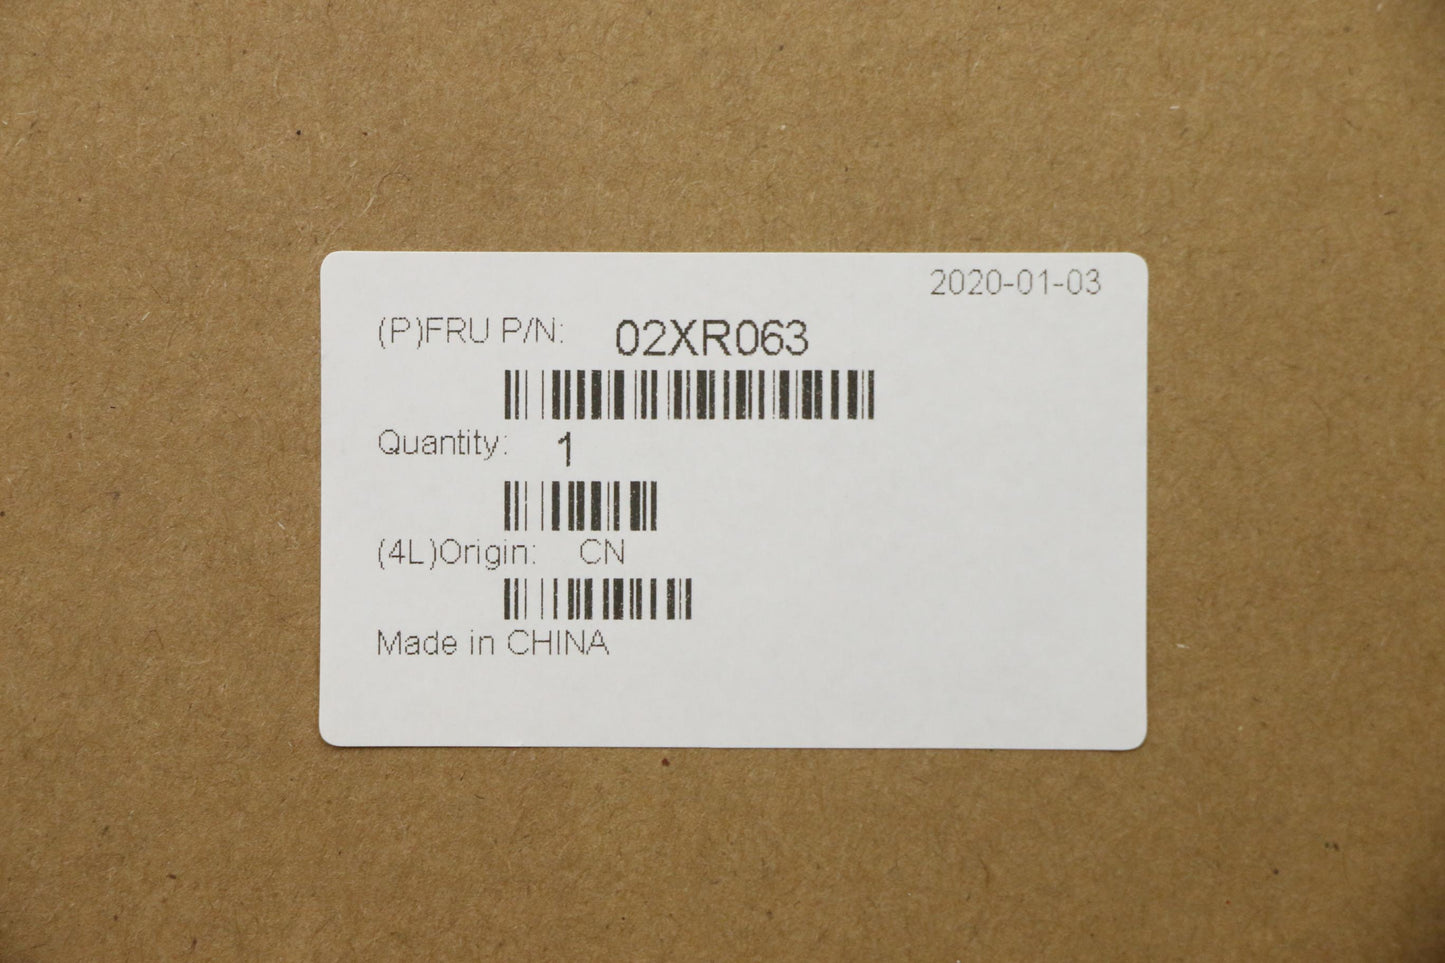 2020-01-03
(P)FRU P/N: 02XR063
Quantity: 1
(4L)Origin: CN
Made in CHINA